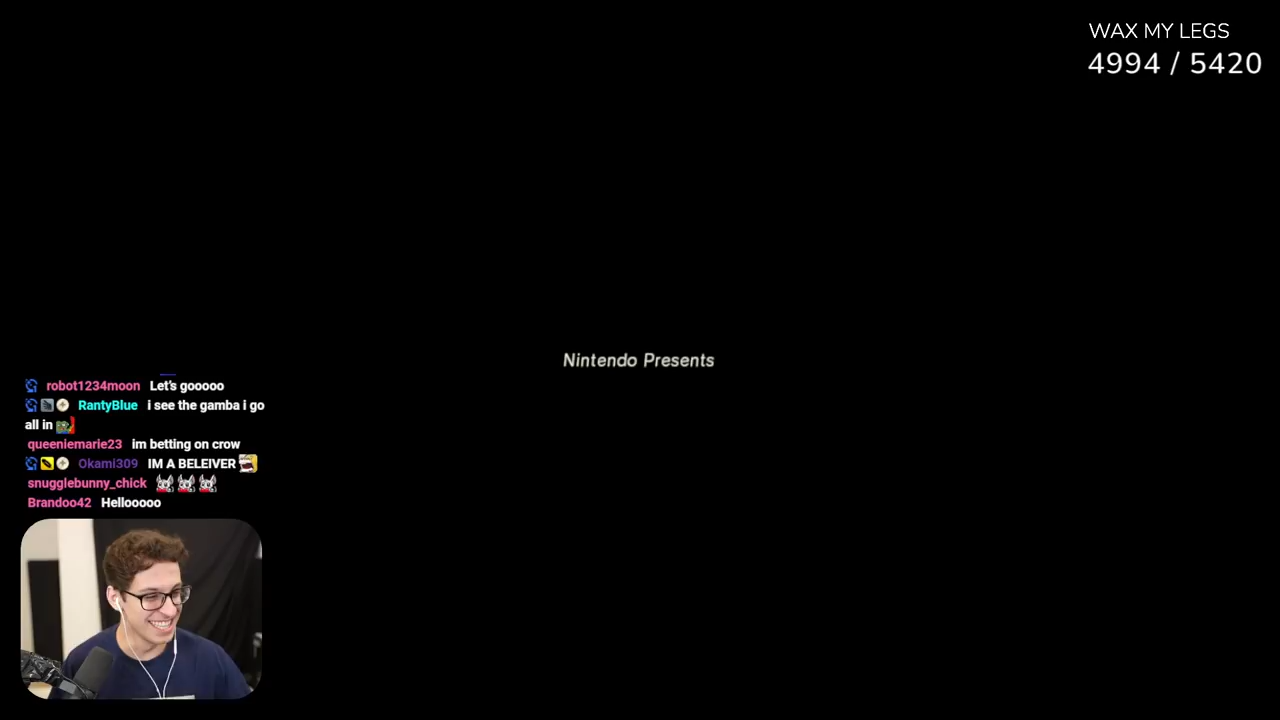 WAX MY LEGS
4994 / 5420
Nintendo Presents
robot1234moon Let's gooooo
RantyBlue i see the gamba i go
all in
queeniemarie23 im betting on crow
Okami309 IM A BELEIVER
snugglebunny_chick
Brandoo42 Hellooooo